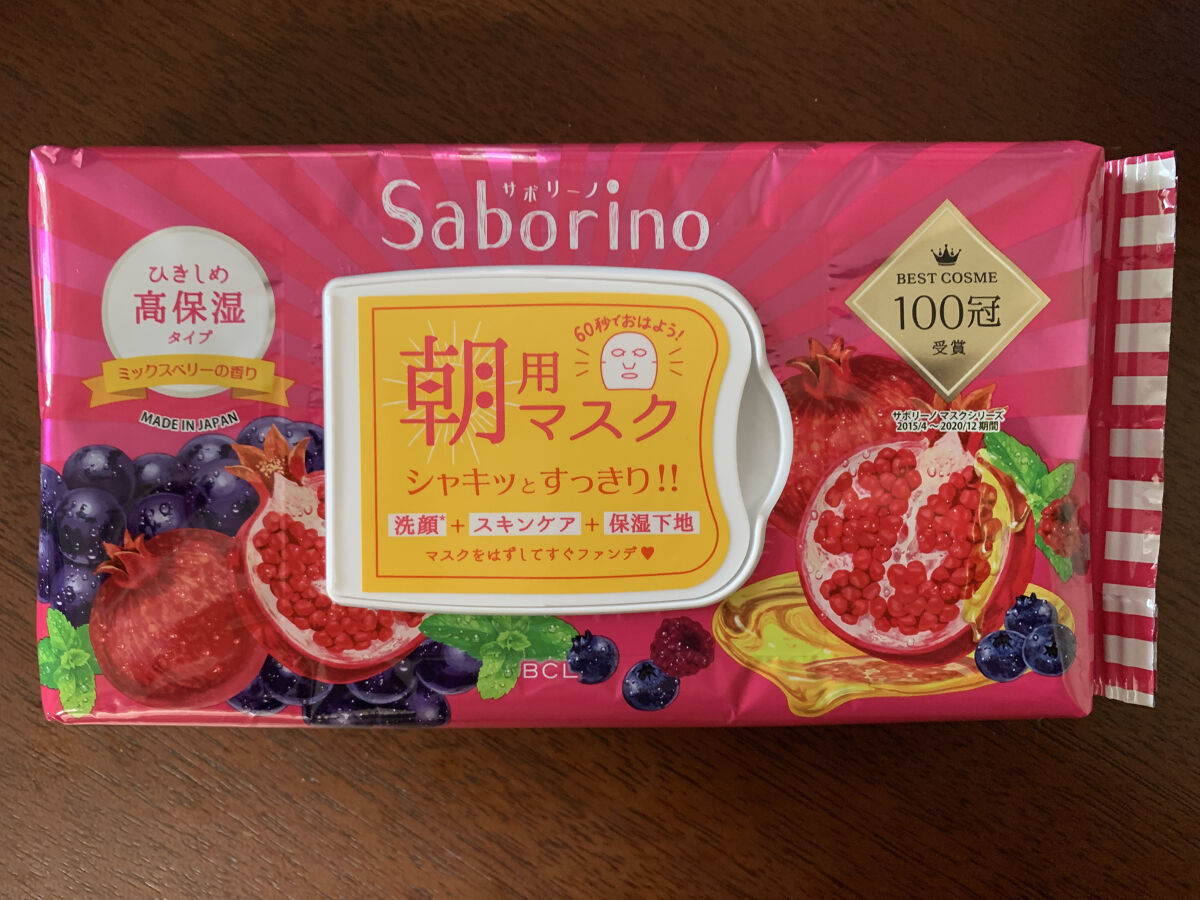 サボリーノ
Saborino
ひきしめ
高保湿
タイプ
ミックスベリーの香り
MADE IN JAPAN
60秒でおはよう!
朝用
マスク
シャキッとすっきり!!
洗顔*+スキンケア+保湿下地
マスクをはずしてすぐファンデ♥
BEST COSME
100冠
受賞
サボリーノ マスクシリーズ
2015/4~2020/12 期間
BCL